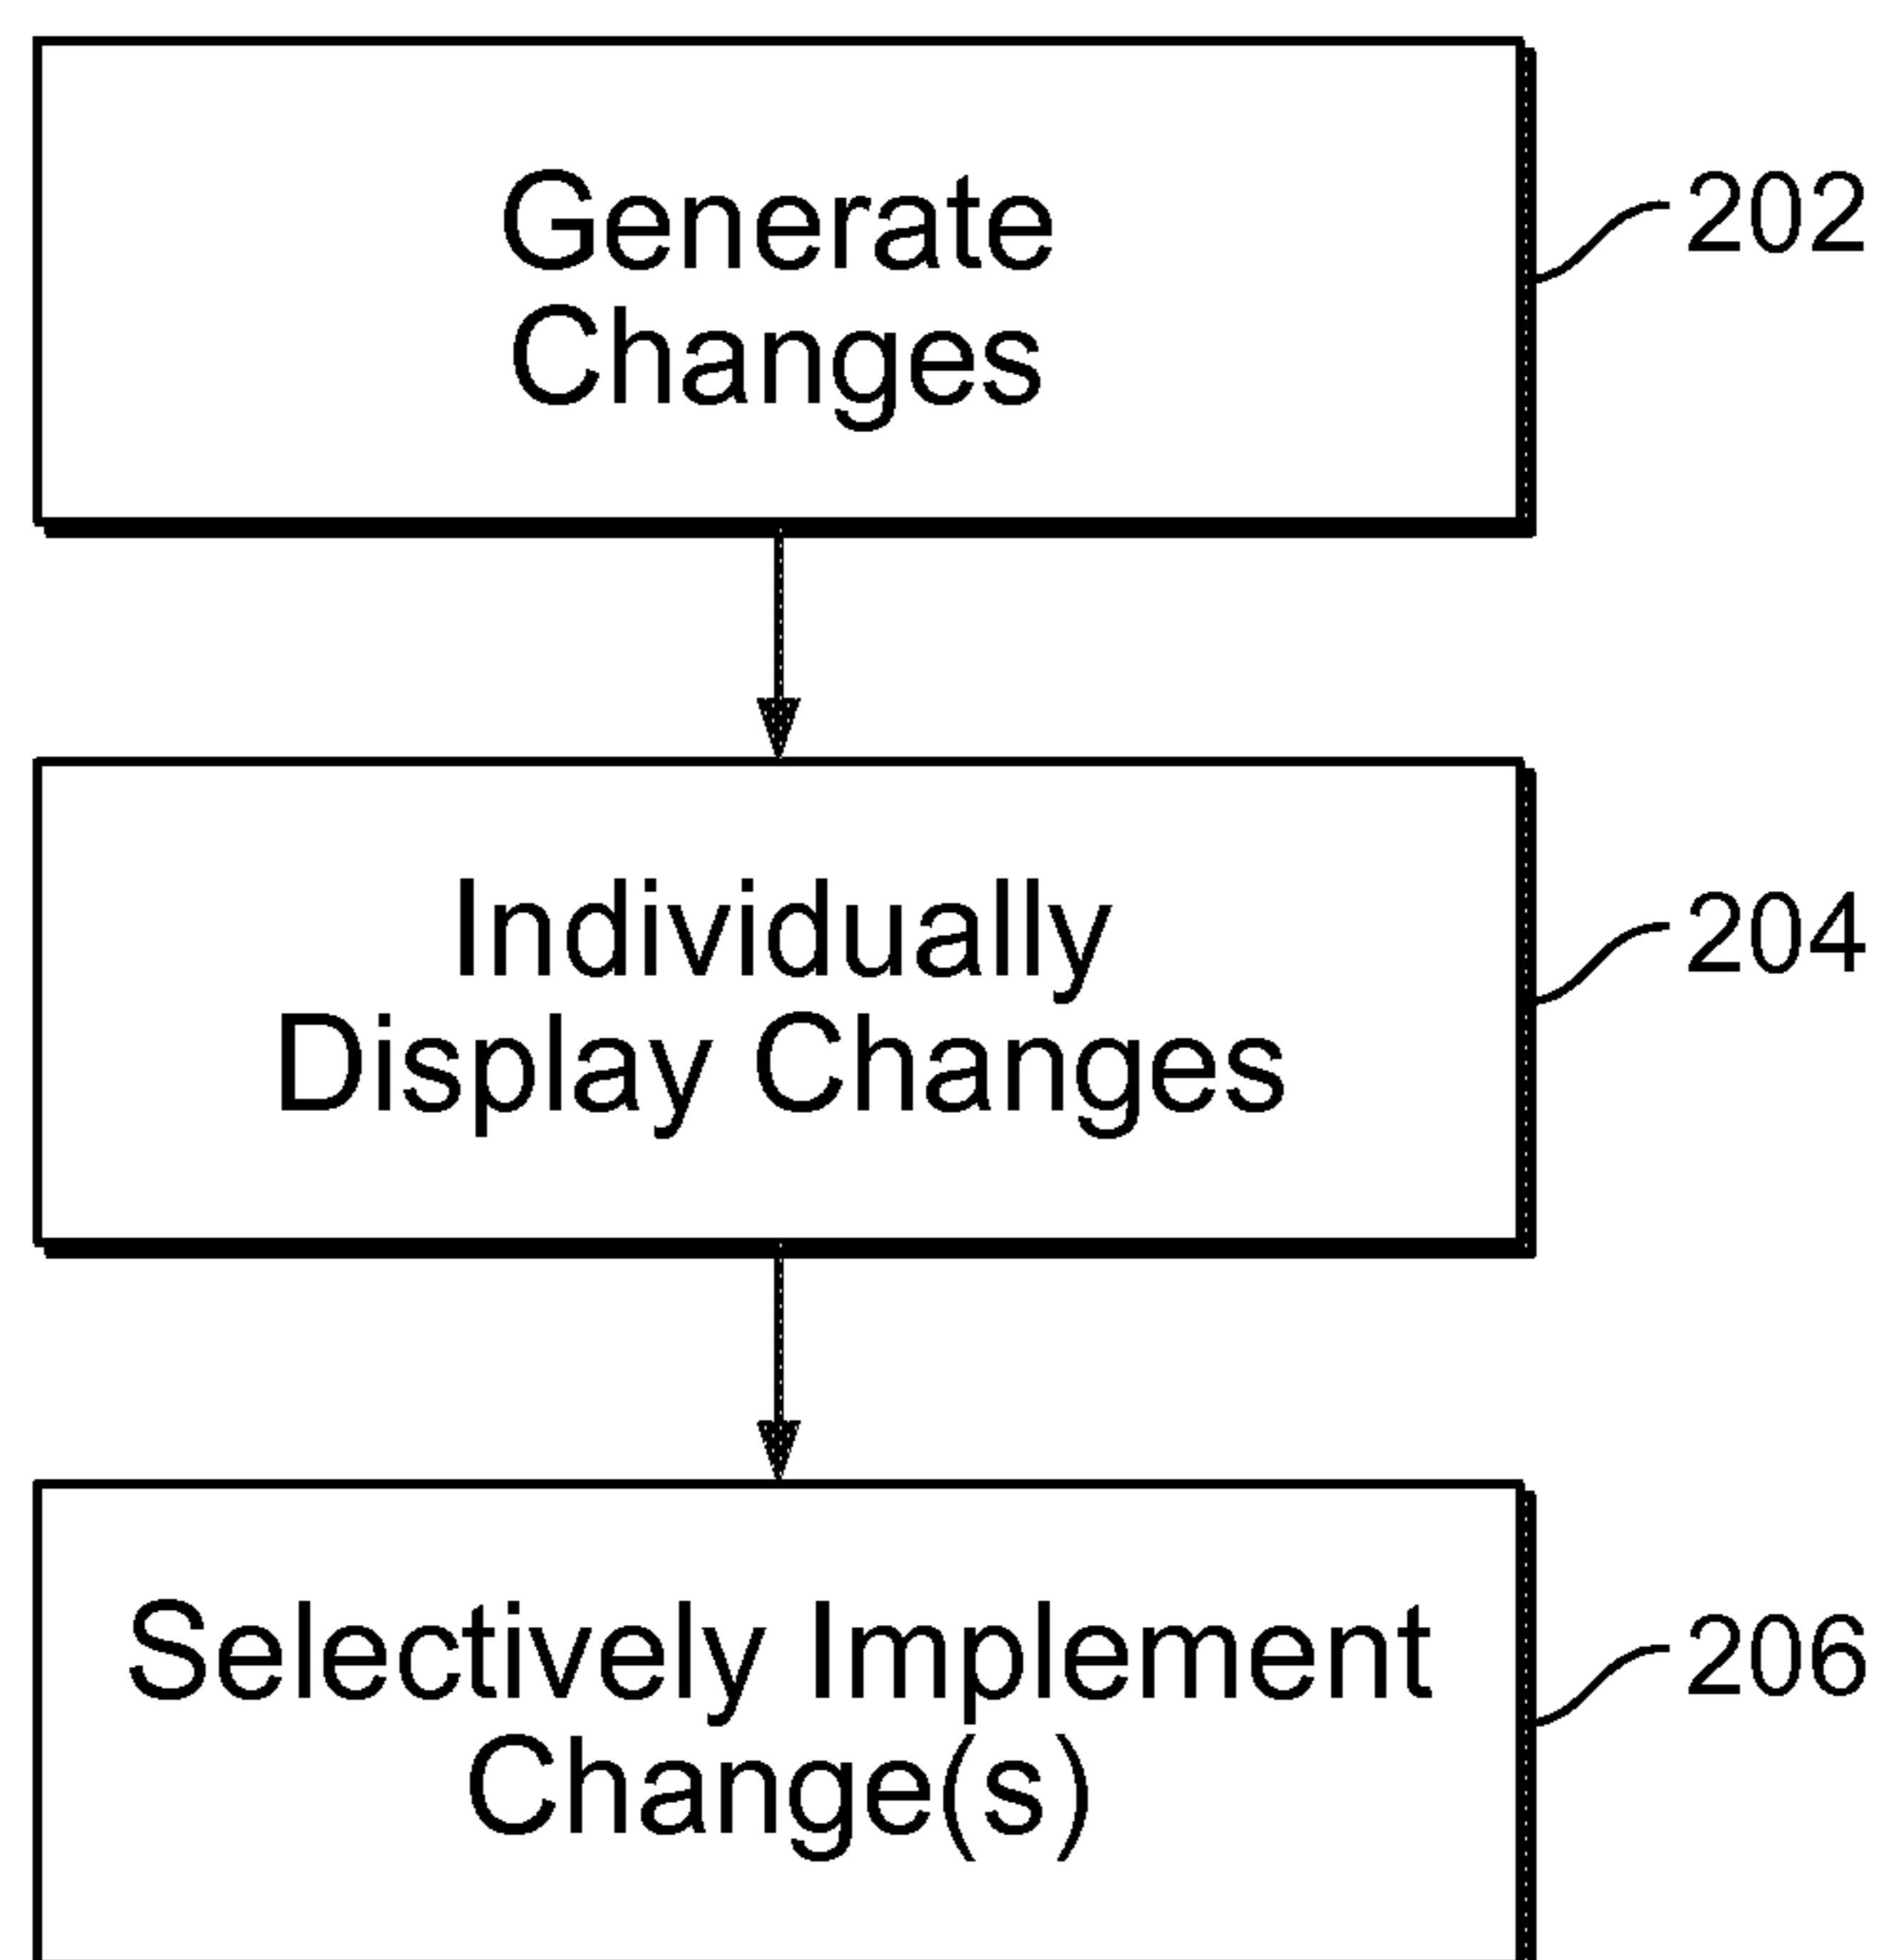 Generate
Changes
202
Individually
Display Changes
204
Selectively Implement
Change(s)
206